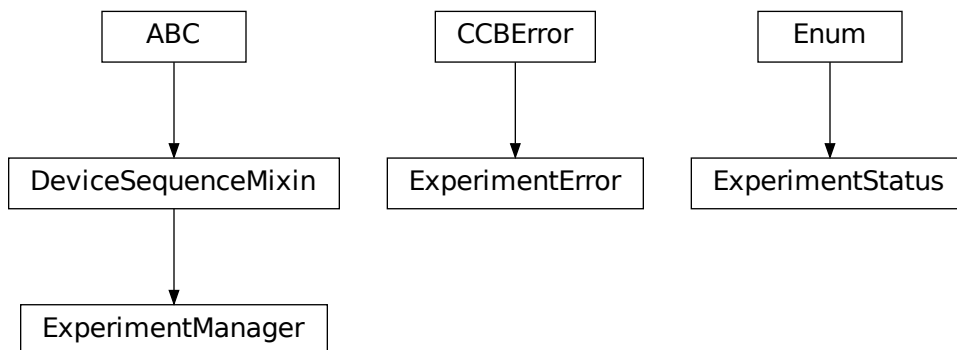 ABC
CCBError
Enum
DeviceSequenceMixin
ExperimentError
ExperimentStatus
ExperimentManager